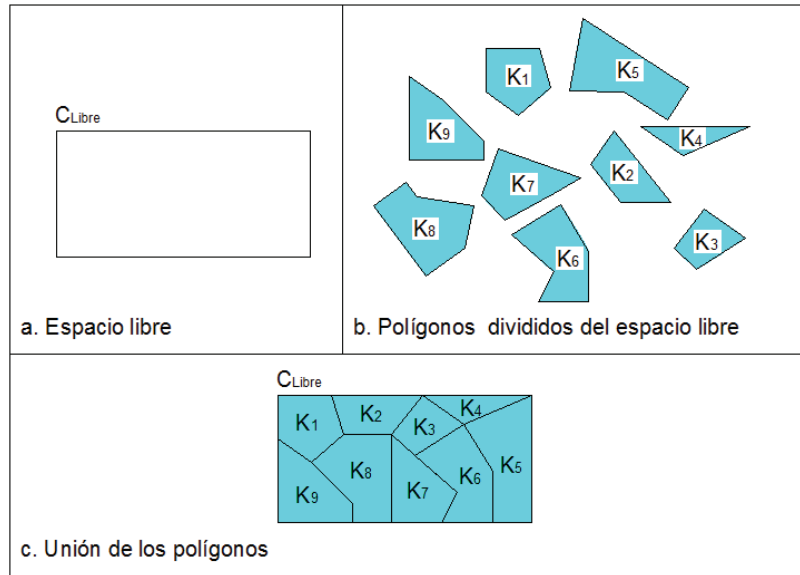 CLibre
a. Espacio libre
K1
K5
K9
K4
K7
K2
K8
K3
K6
b. Polígonos divididos del espacio libre
CLibre
K1
K2
K3
K4
K8
K5
K7
K6
K9
c. Unión de los polígonos